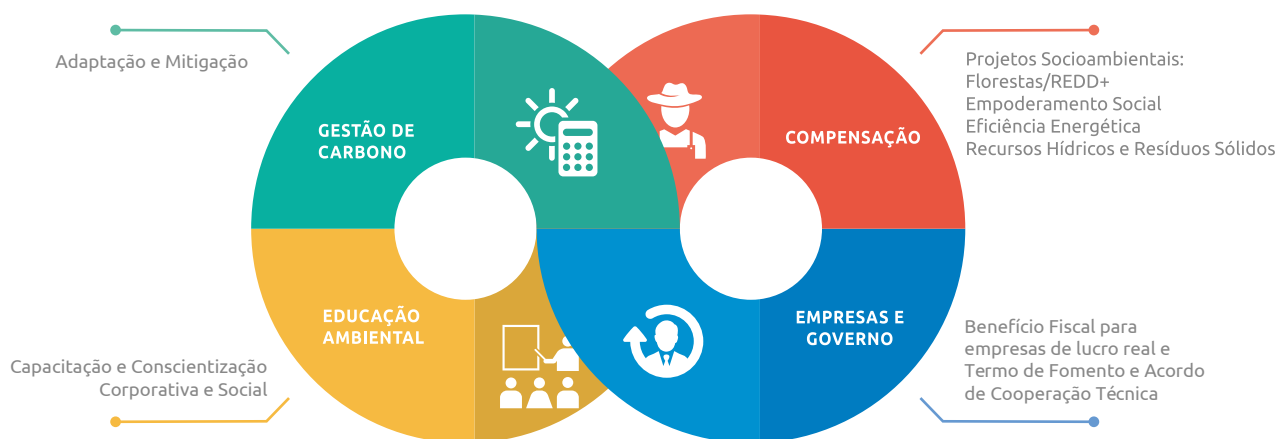 Adaptação e Mitigação
GESTÃO DE
CARBONO
COMPENSAÇÃO
Projetos Socioambientais:
Florestas/REDD+
Empoderamento Social
Eficiência Energética
Recursos Hídricos e Resíduos Sólidos
EDUCAÇÃO
AMBIENTAL
Capacitação e Conscientização
Corporativa e Social
EMPRESAS E
GOVERNO
Benefício Fiscal para
empresas de lucro real e
Termo de Fomento e Acordo
de Cooperação Técnica